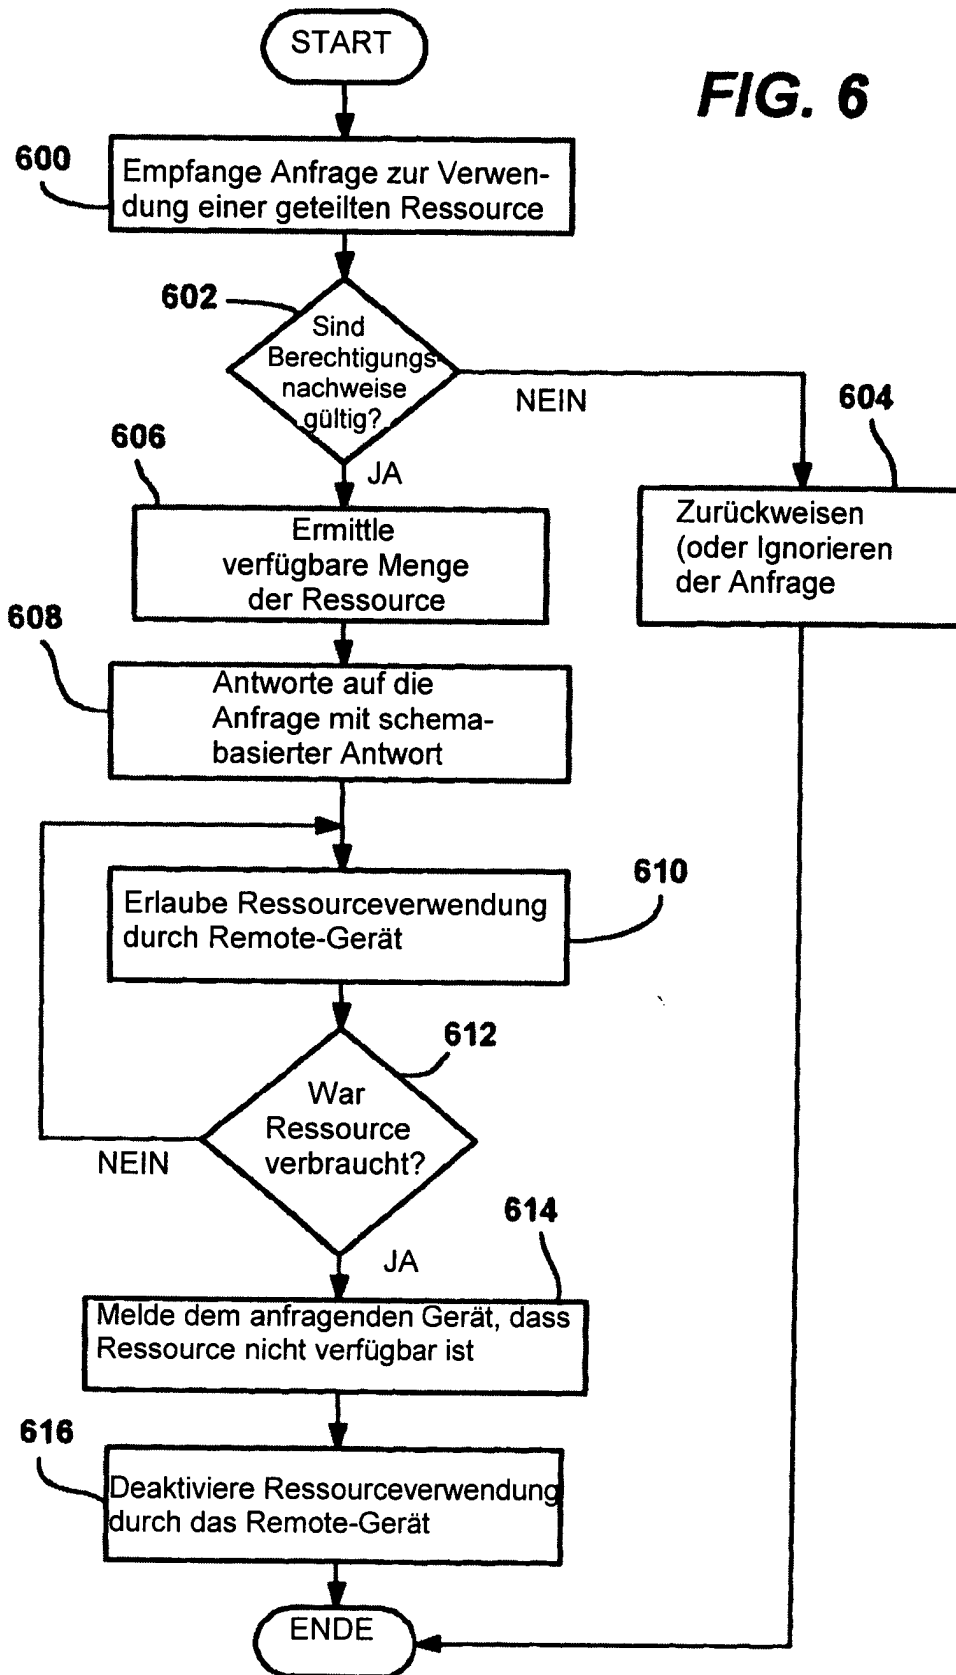 START
FIG. 6
600
Empfange Anfrage zur Verwen-
dung einer geteilten Ressource
602
Sind
Berechtigungs-
nachweise
gültig?
NEIN
604
606
JA
Zurückweisen
(oder Ignorieren
der Anfrage
Ermittle
verfügbare Menge
der Ressource
608
Antworte auf die
Anfrage mit schema-
basierter Antwort
610
Erlaube Ressourceverwendung
durch Remote-Gerät
612
War
Ressource
verbraucht?
NEIN
614
JA
Melde dem anfragenden Gerät, dass
Ressource nicht verfügbar ist
616
Deaktiviere Ressourceverwendung
durch das Remote-Gerät
ENDE